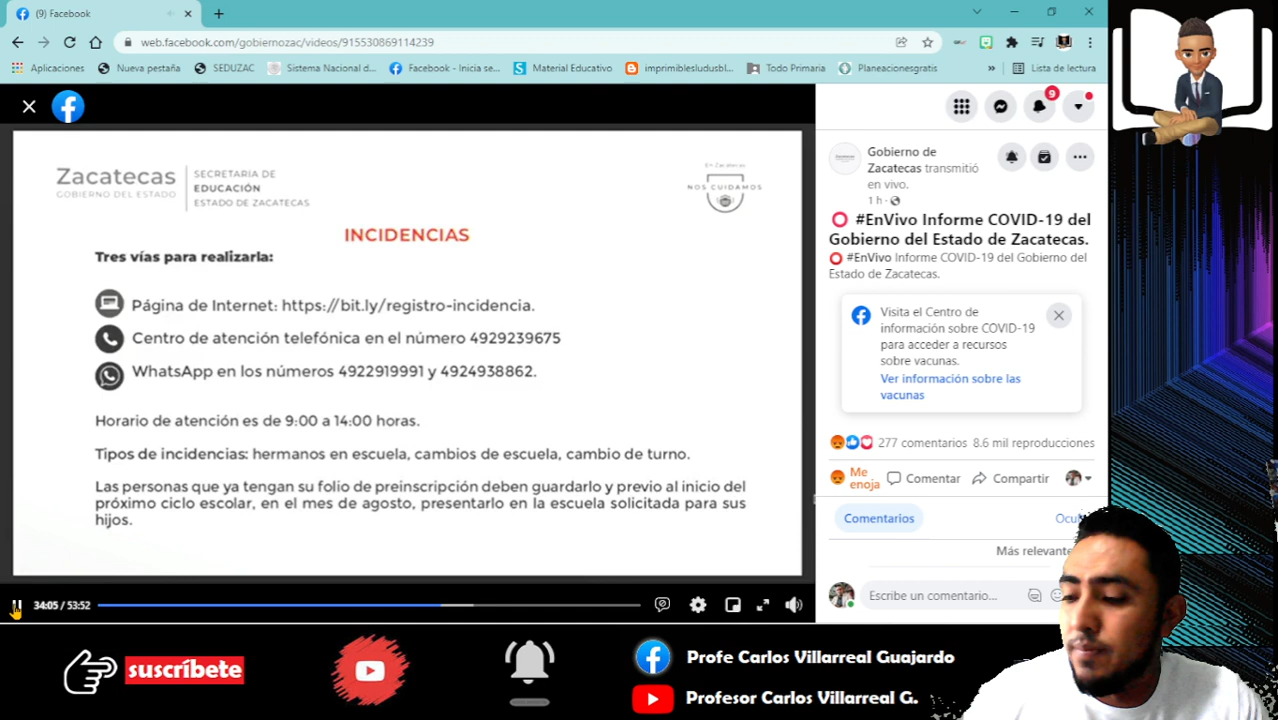 (9) Facebook
web.facebook.com/gobiernozac/videos/915530869114239
Aplicaciones
Nueva pestaña
SEDUZAC
Sistema Nacional d...
Facebook - Inicia se...
Material Educativo
imprimiblesludusbl...
Todo Primaria
Planeacionesgratis
»
Lista de lectura
Zacatecas
GOBIERNO DEL ESTADO
SECRETARIA DE
EDUCACIÓN
ESTADO DE ZACATECAS
En Zacatecas
NOS CUIDAMOS
INCIDENCIAS
Tres vías para realizarla:
Página de Internet: https://bit.ly/registro-incidencia.
Centro de atención telefónica en el número 4929239675
WhatsApp en los números 4922919991 y 4924938862.
Horario de atención es de 9:00 a 14:00 horas.
Tipos de incidencias: hermanos en escuela, cambios de escuela, cambio de turno.
Las personas que ya tengan su folio de preinscripción deben guardarlo y previo al inicio del
próximo ciclo escolar, en el mes de agosto, presentarlo en la escuela solicitada para sus
hijos.
34:05 / 53:52
9
Gobierno de
Zacatecas transmitió
en vivo.
1 h ·
#EnVivo Informe COVID-19 del
Gobierno del Estado de Zacatecas.
#EnVivo Informe COVID-19 del Gobierno del
Estado de Zacatecas.
Visita el Centro de
información sobre COVID-19
para acceder a recursos
sobre vacunas.
Ver información sobre las
vacunas
277 comentarios 8.6 mil reproducciones
Me
enoja
Comentar
Compartir
Comentarios
Más relevante
Escribe un comentario...
suscríbete
Profe Carlos Villarreal Guajardo
Profesor Carlos Villarreal G.